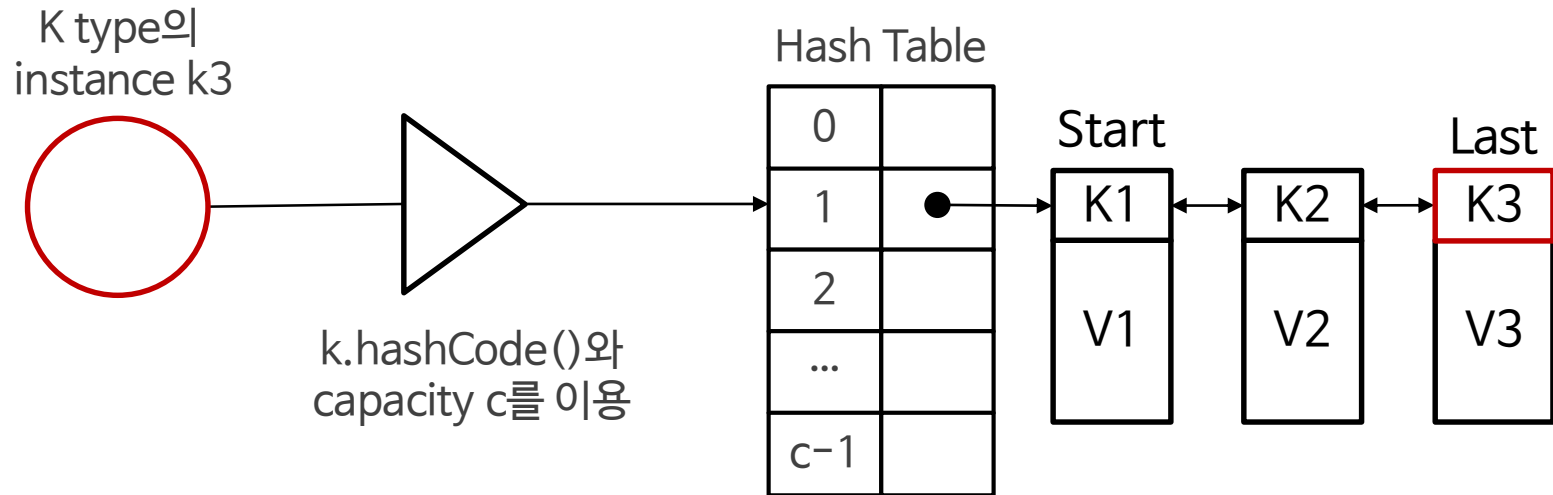 K type의
instance k3
k.hashCode()와
capacity c를 이용
Hash Table
0
1
2
...
c-1
Start
K1
V1
K2
V2
Last
K3
V3